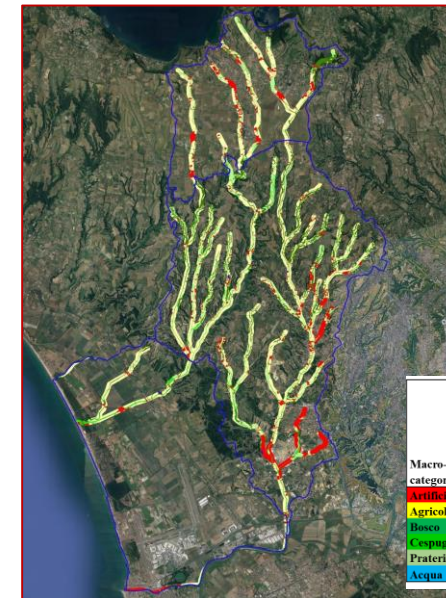 Macro-
categor
Artifici
Agricol
Bosco
Cespug
Prateri
Acqua